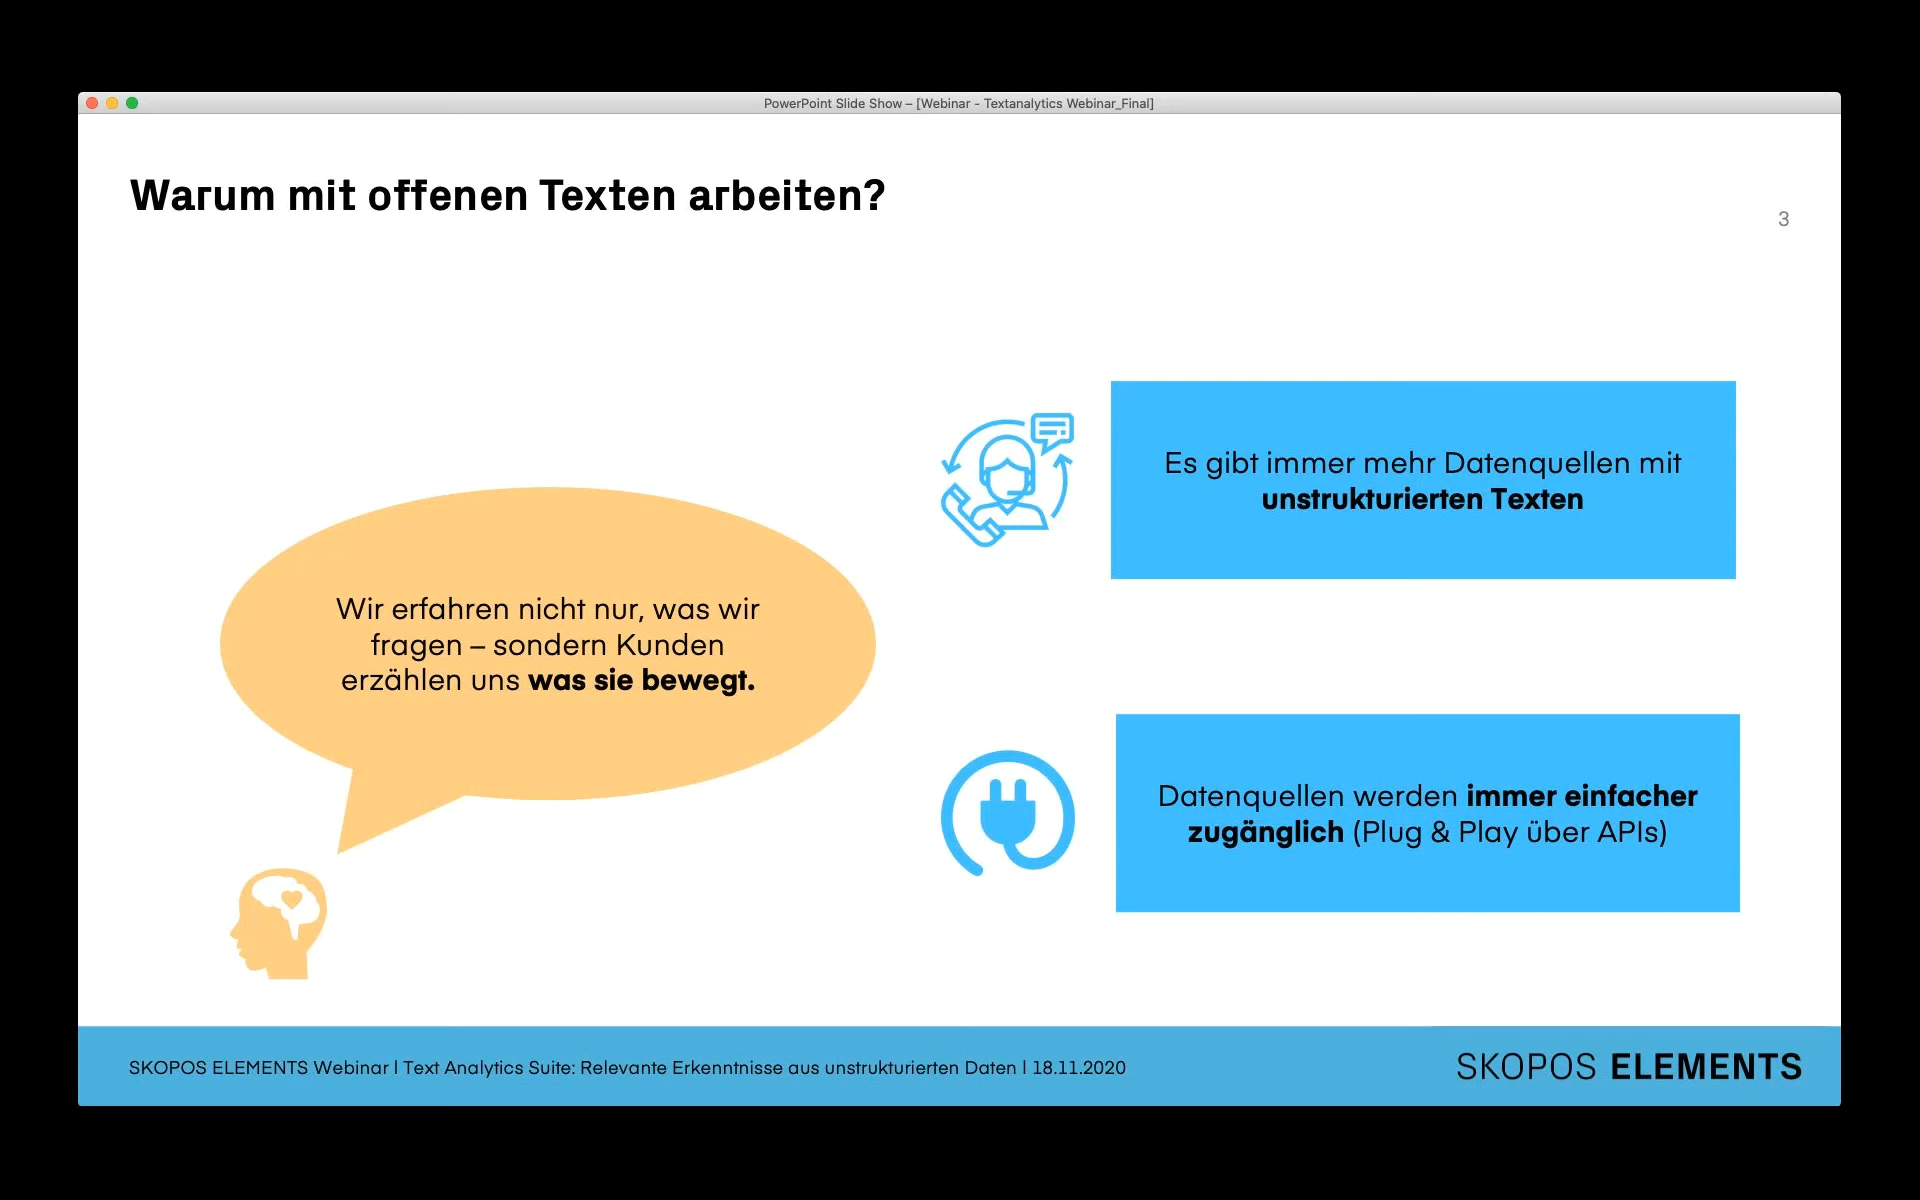 PowerPoint Slide Show – [Webinar - Textanalytics Webinar_Final]
Warum mit offenen Texten arbeiten?
3
Wir erfahren nicht nur, was wir
fragen – sondern Kunden
erzählen uns was sie bewegt.
Es gibt immer mehr Datenquellen mit
unstrukturierten Texten
Datenquellen werden immer einfacher
zugänglich (Plug & Play über APIs)
SKOPOS ELEMENTS Webinar | Text Analytics Suite: Relevante Erkenntnisse aus unstrukturierten Daten | 18.11.2020
SKOPOS ELEMENTS